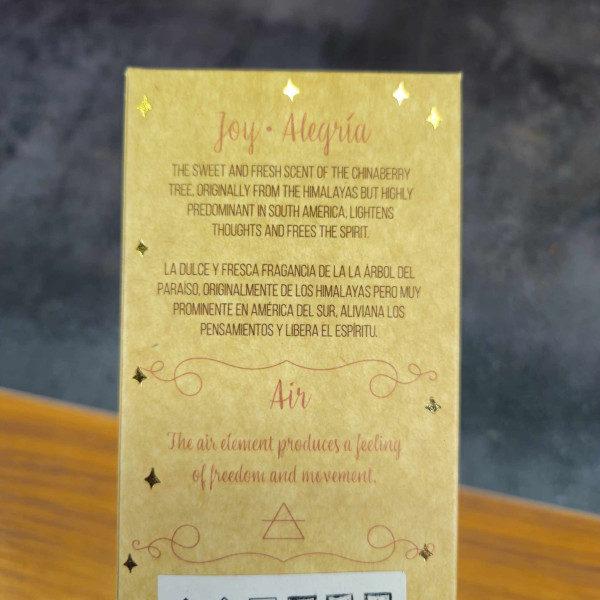 Joy • Alegría
THE SWEET AND FRESH SCENT OF THE CHINABERRY
TREE, ORIGINALLY FROM THE HIMALAYAS BUT HIGHLY
PREDOMINANT IN SOUTH AMERICA, LIGHTENS
THOUGHTS AND FREES THE SPIRIT.
LA DULCE Y FRESCA FRAGANCIA DE LA LA ÁRBOL DEL
PARAÍSO, ORIGINALMENTE DE LOS HIMALAYAS PERO MUY
PROMINENTE EN AMÉRICA DEL SUR, ALIVIANA LOS
PENSAMIENTOS Y LIBERA EL ESPÍRITU.
Air
The air element produces a feeling
of freedom and movement.